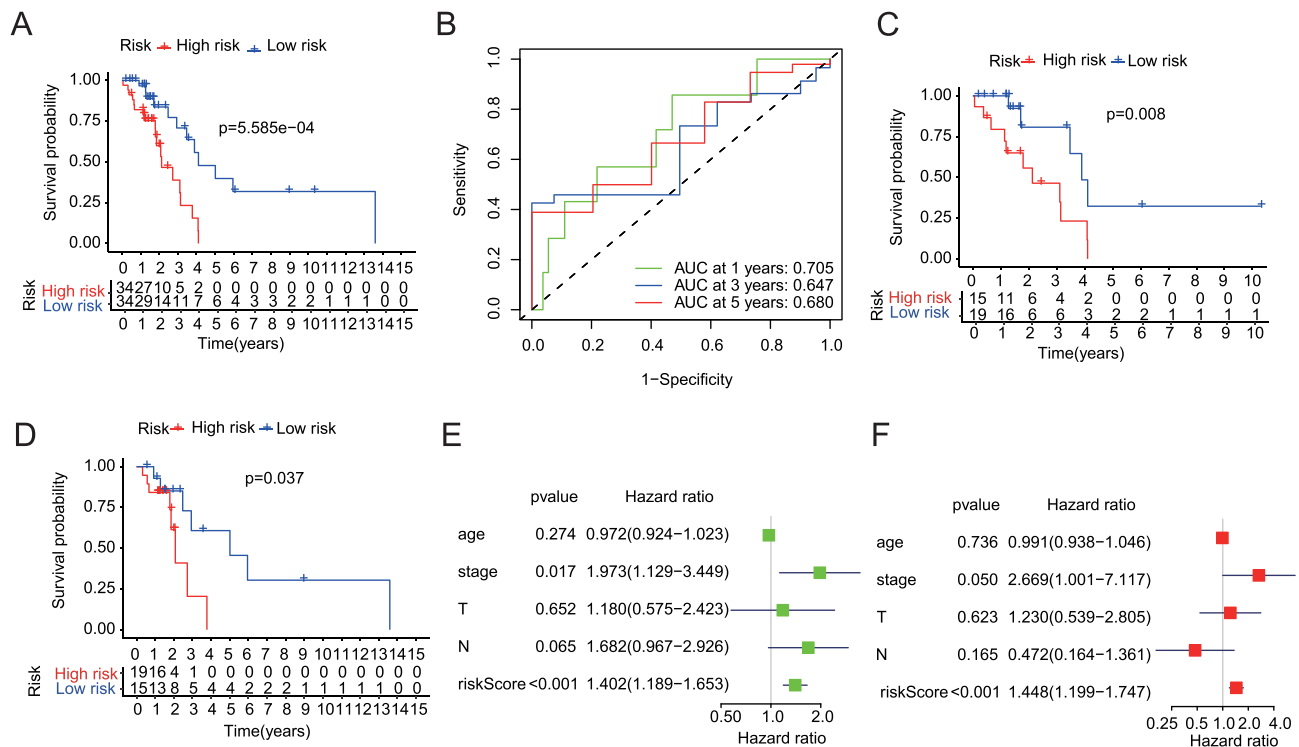 A
Risk High risk Low risk
Survival probability
1.00
0.75
0.50
0.25
0.00
p=5.585e−04
0 1 2 3 4 5 6 7 8 9 10 11 12 13 14 15
Risk
High risk 34 27 10 5 2 0 0 0 0 0 0 0 0 0 0 0
Low risk 34 29 14 11 7 6 4 3 3 2 2 1 1 1 0 0
0 1 2 3 4 5 6 7 8 9 10 11 12 13 14 15
Time(years)
B
Sensitivity
1.0
0.8
0.6
0.4
0.2
0.0
AUC at 1 years: 0.705
AUC at 3 years: 0.647
AUC at 5 years: 0.680
0.0 0.2 0.4 0.6 0.8 1.0
1−Specificity
C
Risk High risk Low risk
Survival probability
1.00
0.75
0.50
0.25
0.00
p=0.008
0 1 2 3 4 5 6 7 8 9 10
Risk
High risk 15 11 6 4 2 0 0 0 0 0 0
Low risk 19 16 6 6 3 2 2 1 1 1 1
0 1 2 3 4 5 6 7 8 9 10
Time(years)
D
Risk High risk Low risk
Survival probability
1.00
0.75
0.50
0.25
0.00
p=0.037
0 1 2 3 4 5 6 7 8 9 10 11 12 13 14 15
Risk
High risk 19 16 4 1 0 0 0 0 0 0 0 0 0 0 0 0
Low risk 15 13 8 5 4 4 2 2 2 1 1 1 1 1 0 0
0 1 2 3 4 5 6 7 8 9 10 11 12 13 14 15
Time(years)
E
pvalue Hazard ratio
age 0.274 0.972(0.924−1.023)
stage 0.017 1.973(1.129−3.449)
T 0.652 1.180(0.575−2.423)
N 0.065 1.682(0.967−2.926)
riskScore <0.001 1.402(1.189−1.653)
0.50 1.0 2.0
Hazard ratio
F
pvalue Hazard ratio
age 0.736 0.991(0.938−1.046)
stage 0.050 2.669(1.001−7.117)
T 0.623 1.230(0.539−2.805)
N 0.165 0.472(0.164−1.361)
riskScore <0.001 1.448(1.199−1.747)
0.25 0.5 1.0 2.0 4.0
Hazard ratio